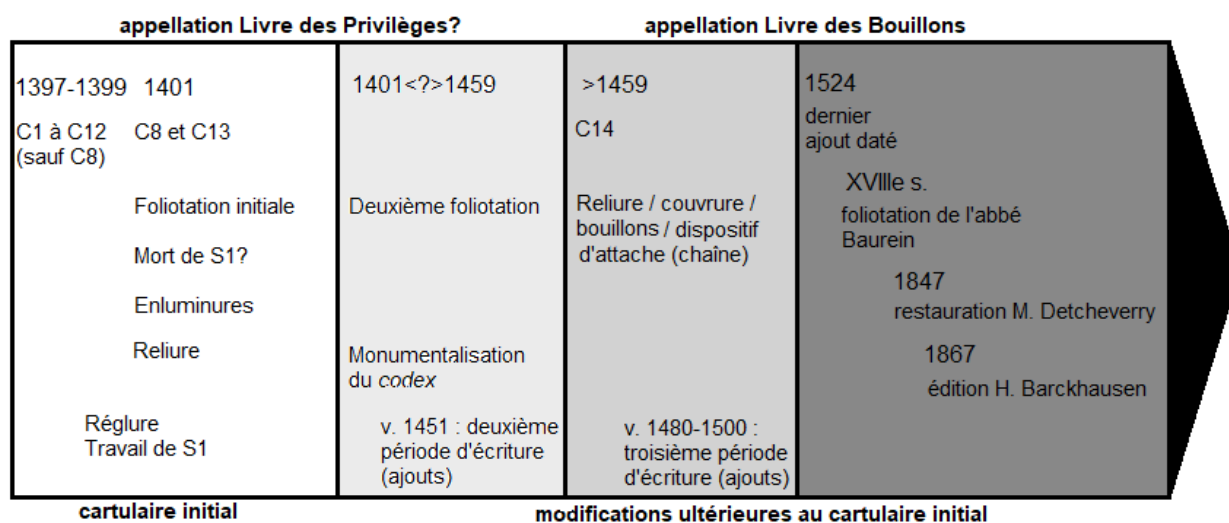 appellation Livre des Privilèges?
appellation Livre des Bouillons
1397-1399
1401
C1 à C12
(sauf C8)
C8 et C13
Foliotation initiale
Mort de S1?
Enluminures
Reliure
Réglure
Travail de S1
1401<?>1459
Deuxième foliotation
Monumentalisation
du codex
v. 1451 : deuxième
période d'écriture
(ajouts)
>1459
C14
Reliure / couvrure /
bouillons / dispositif
d'attache (chaîne)
v. 1480-1500 :
troisième période
d'écriture (ajouts)
1524
dernier
ajout daté
XVIIIe s.
foliotation de l'abbé
Baurein
1847
restauration M. Detcheverry
1867
édition H. Barckhausen
cartulaire initial
modifications ultérieures au cartulaire initial